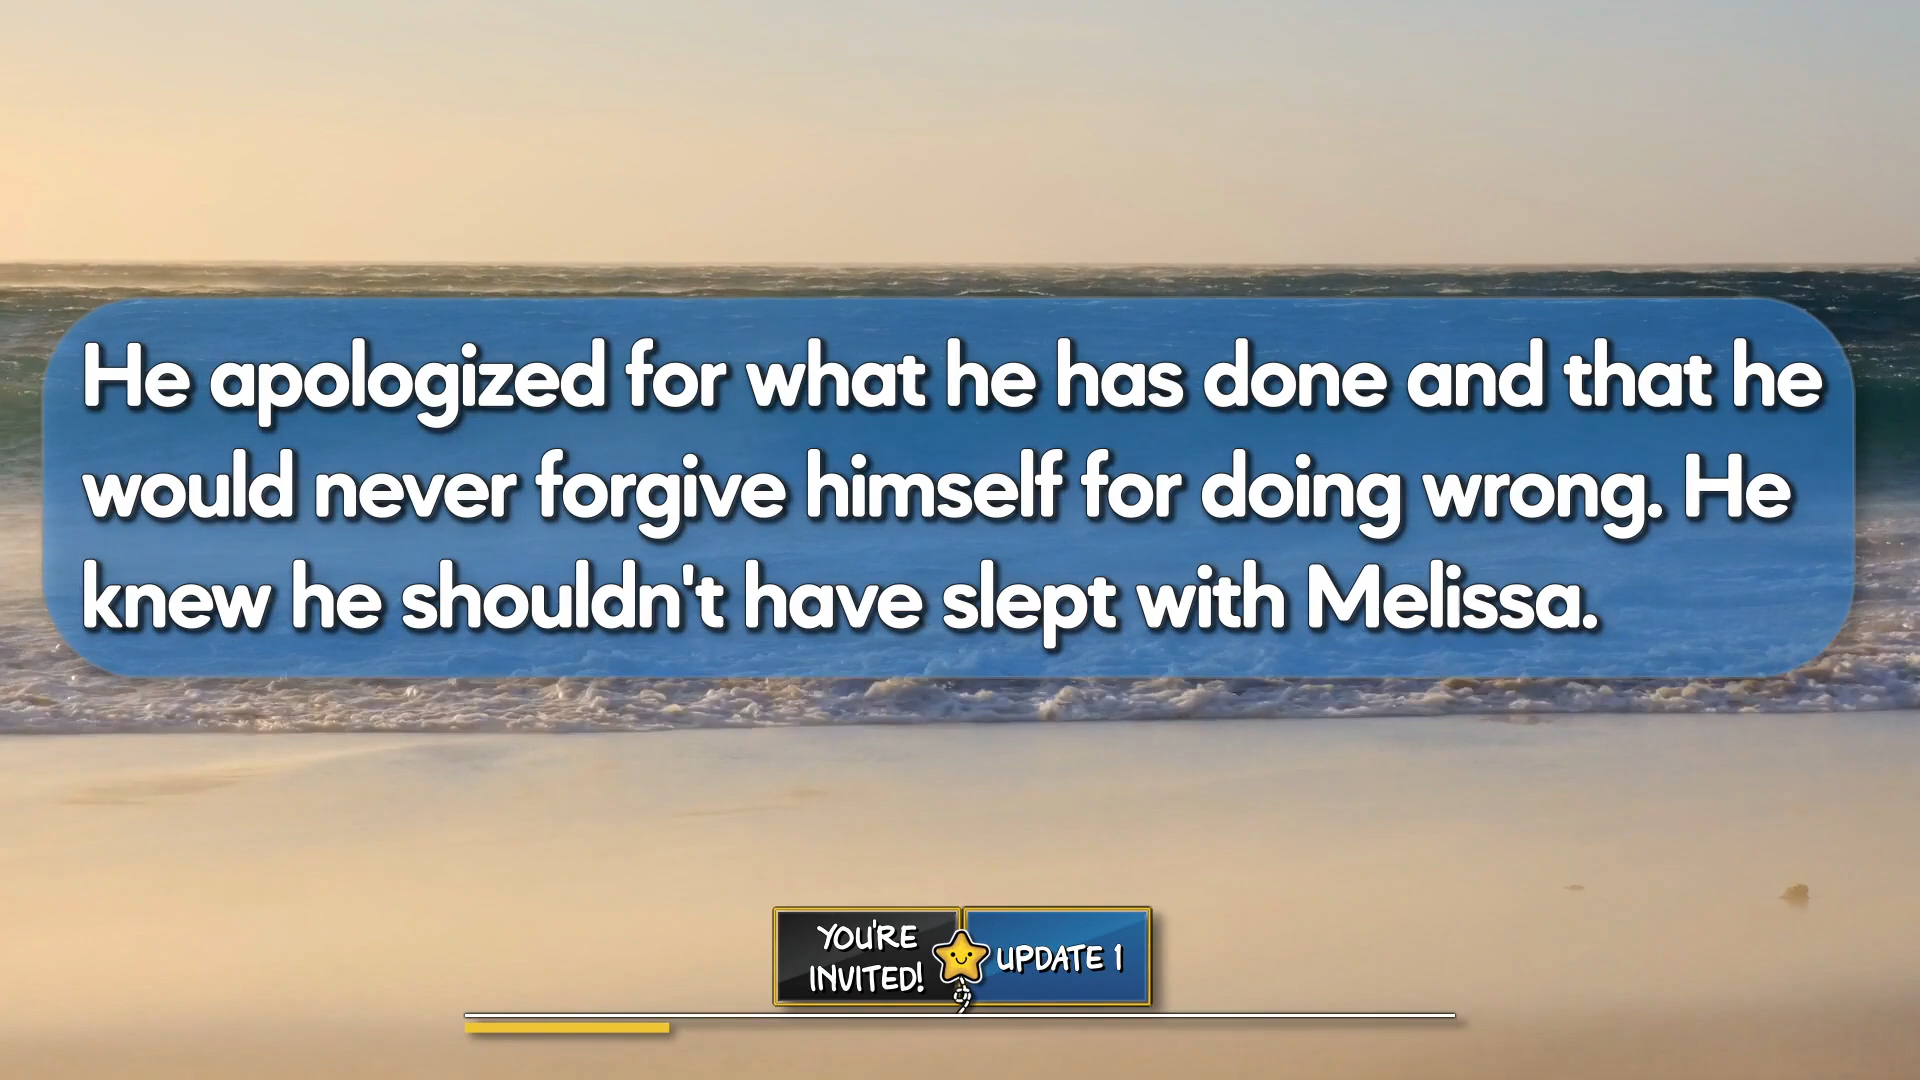 He apologized for what he has done and that he
would never forgive himself for doing wrong. He
knew he shouldn't have slept with Melissa.
YOU'RE
INVITED!
UPDATE 1